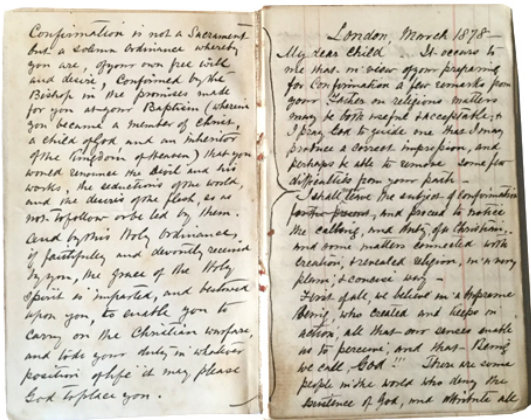 Confirmation is not a Sacrament
but a solemn Ordinance whereby
you are, of your own free will
and desire, Confirmed by the
Bishop in the promises made
for you at your Baptism (wherein
you became a member of Christ,
a child of God and an inheritor
of the Kingdom of Heaven) that you
would renounce the Devil and his
works, the seductions of the world,
and the desires of the flesh, so as
not to follow or be led by them.
And by this Holy Ordinance,
if faithfully and devoutly received
by you, the grace of the Holy
Spirit is imparted, and bestowed
upon you, to enable you to
carry on the Christian warfare,
and to do your duty in whatever
position of life it may please
God to place you.
London, March 1878—
My dear Child It occurs to
me that in view of your preparing
for Confirmation a few remarks from
your Father on religious matters
may be both useful & acceptable, &
I pray God to guide me that I may
produce a correct impression, and
perhaps be able to remove some few
difficulties from your path—
I shall leave the subject of Confirmation
for the present, and proceed to notice
the calling, and duty, of a Christian,
and some matters connected with
creation, & revealed religion, in a very
plain, & concise way—
First of all, we believe in a Supreme
Being, who created and keeps in
action, all that our senses enable
us to perceive, and that Being
we call, God!!! There are some
people in the world who deny the
existence of God, and attribute all